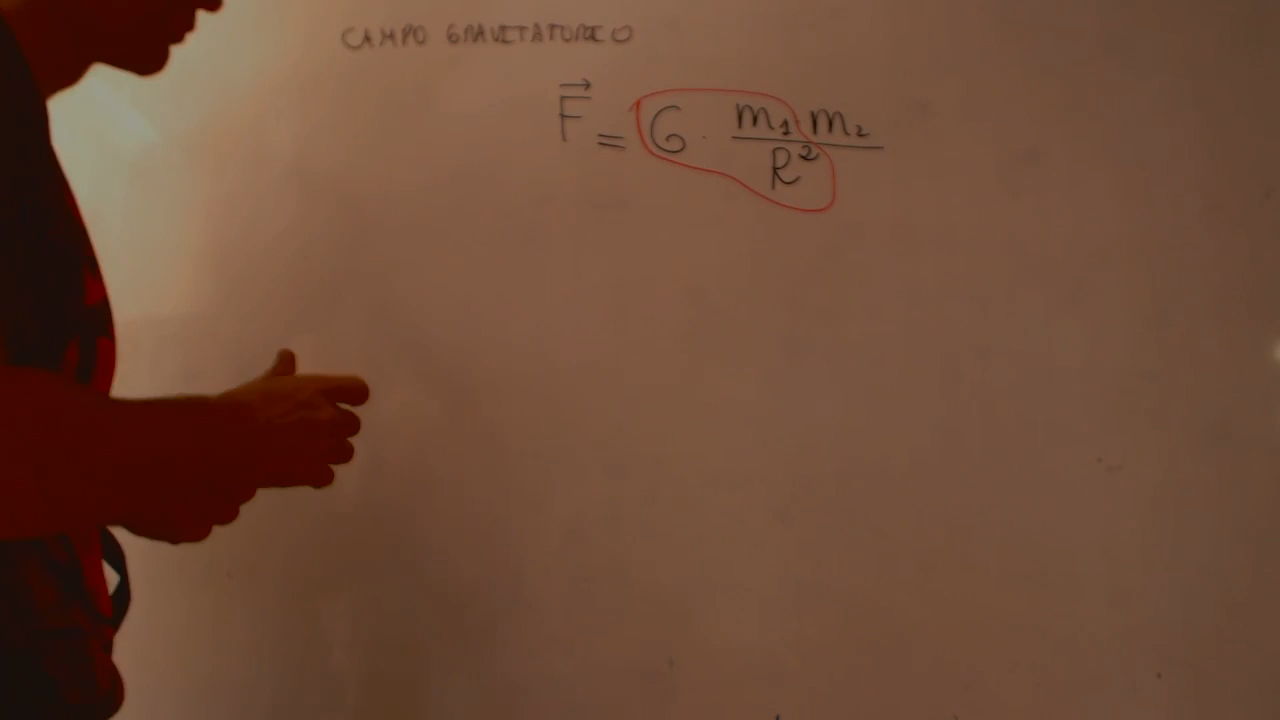 CAMPO GRAVITATORIO
F⃗ = G · m₁·m₂ / R²